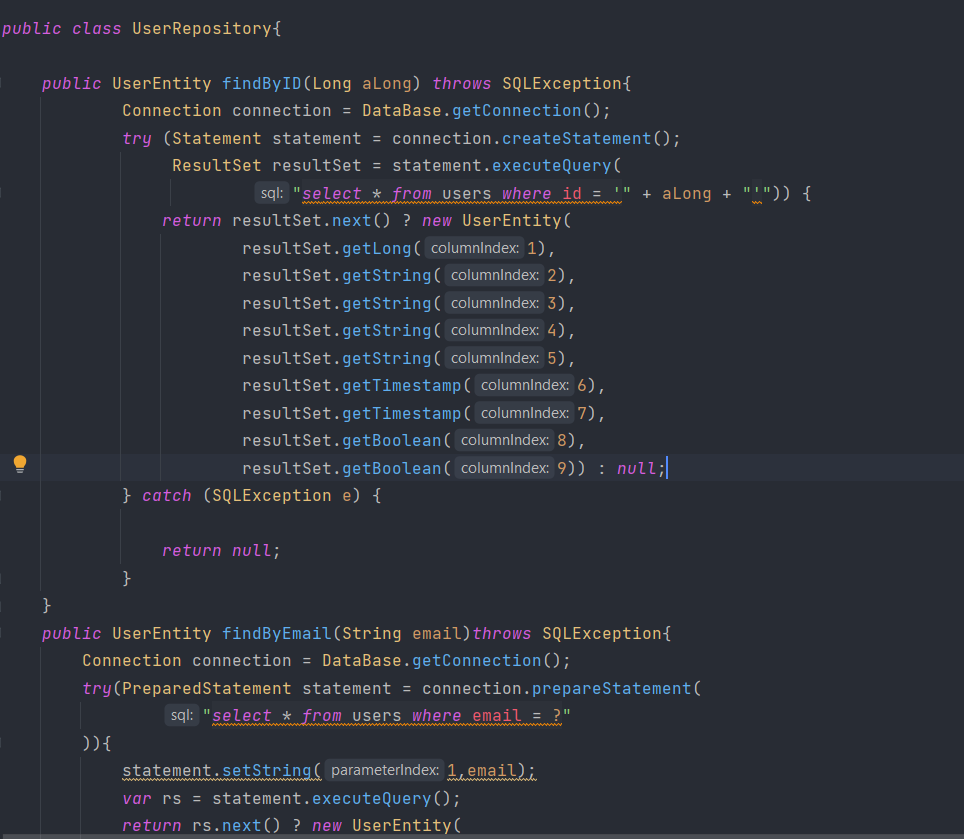 public class UserRepository{
public UserEntity findByID(Long aLong) throws SQLException{
Connection connection = DataBase.getConnection();
try (Statement statement = connection.createStatement();
ResultSet resultSet = statement.executeQuery(
sql: "select * from users where id = '" + aLong + "'")) {
return resultSet.next() ? new UserEntity(
resultSet.getLong( columnIndex: 1),
resultSet.getString( columnIndex: 2),
resultSet.getString( columnIndex: 3),
resultSet.getString( columnIndex: 4),
resultSet.getString( columnIndex: 5),
resultSet.getTimestamp( columnIndex: 6),
resultSet.getTimestamp( columnIndex: 7),
resultSet.getBoolean( columnIndex: 8),
resultSet.getBoolean( columnIndex: 9)) : null;
} catch (SQLException e) {
return null;
}
}
public UserEntity findByEmail(String email)throws SQLException{
Connection connection = DataBase.getConnection();
try(PreparedStatement statement = connection.prepareStatement(
sql: "select * from users where email = ?"
)){
statement.setString( parameterIndex: 1,email);
var rs = statement.executeQuery();
return rs.next() ? new UserEntity(